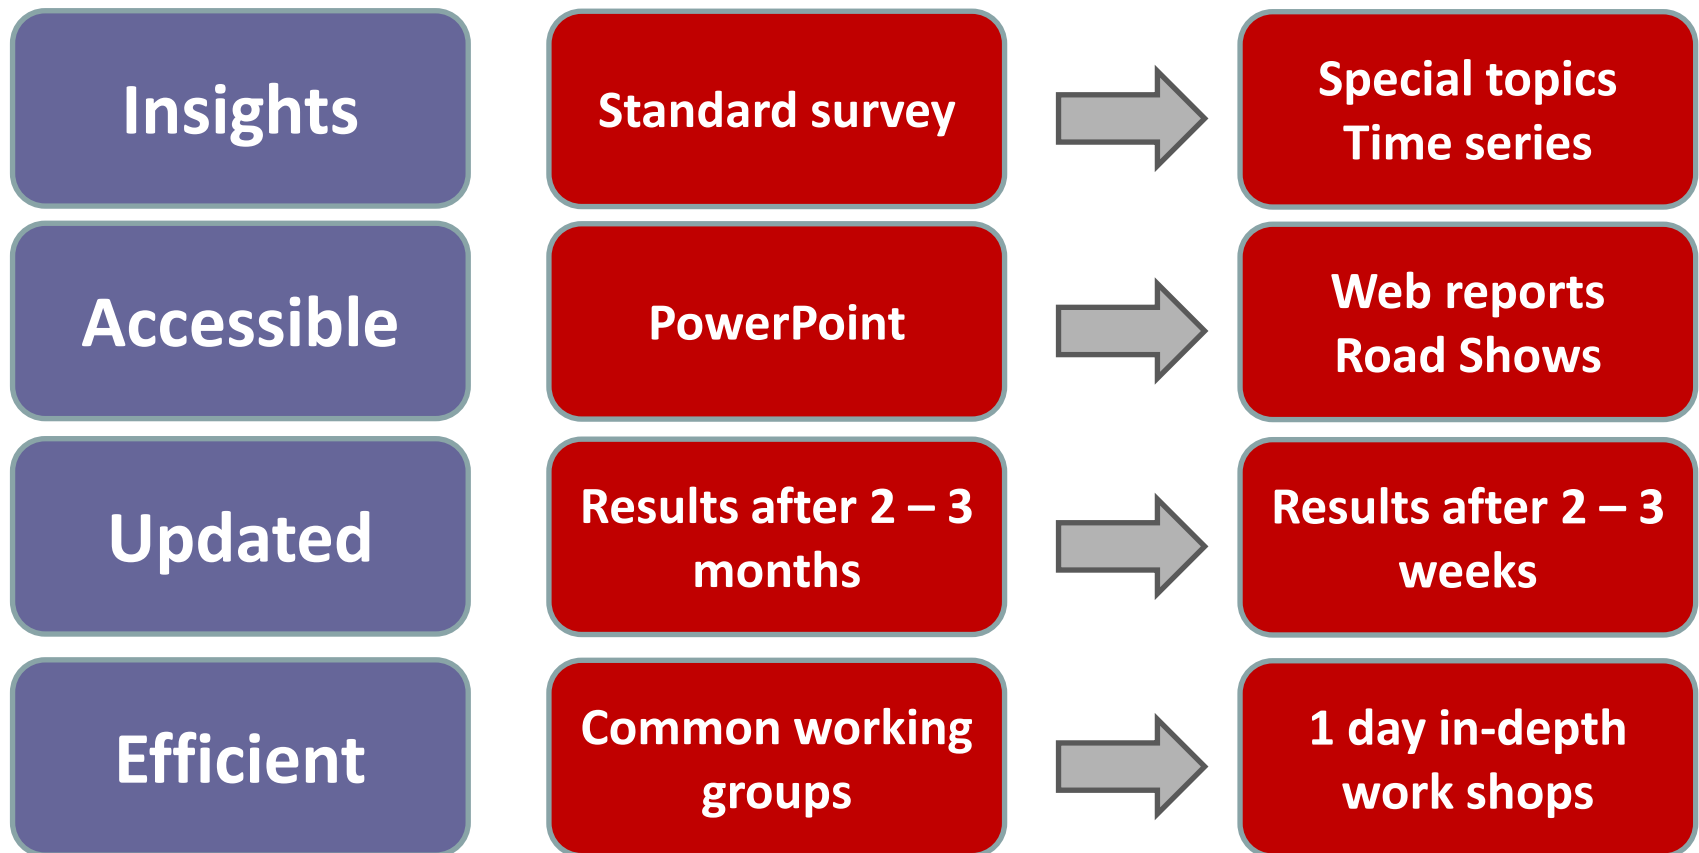 Insights
Standard survey
Special topics
Time series
Accessible
PowerPoint
Web reports
Road Shows
Updated
Results after 2 – 3
months
Results after 2 – 3
weeks
Efficient
Common working
groups
1 day in-depth
work shops